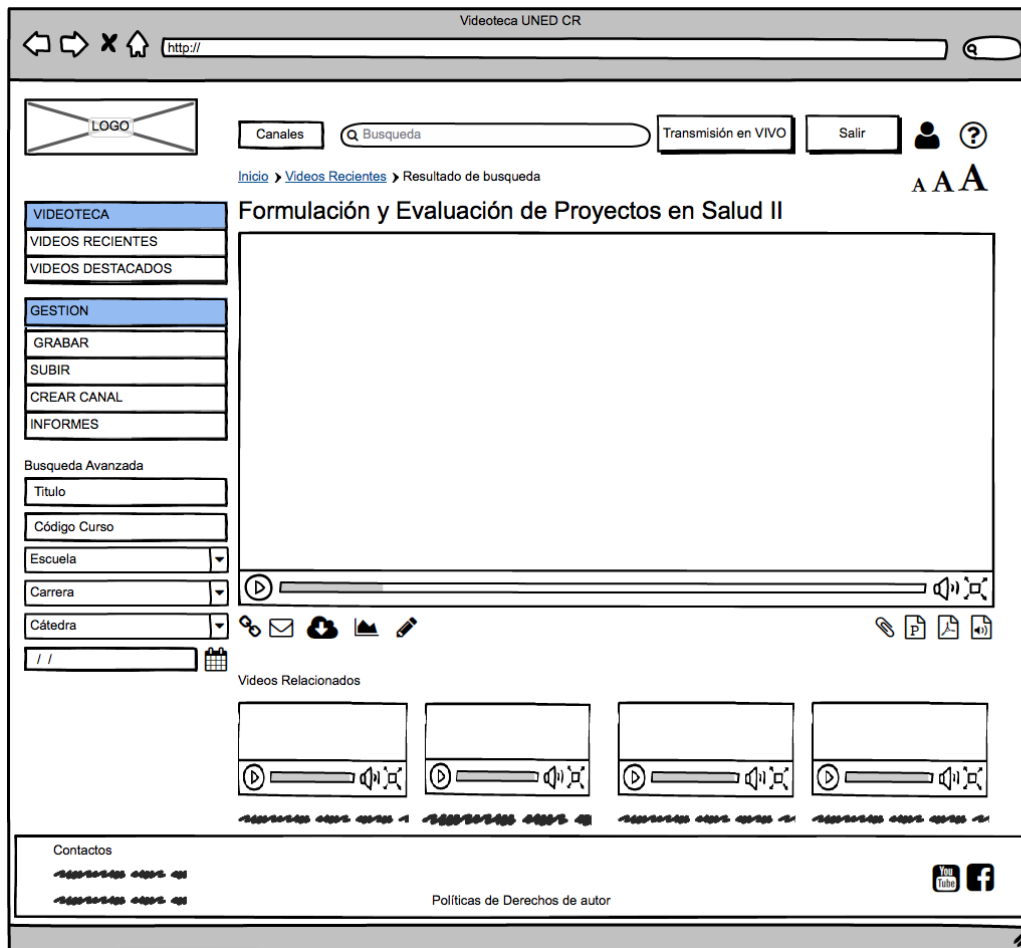 Videoteca UNED CR
http://
LOGO
Canales
Busqueda
Transmisión en VIVO
Salir
Inicio Videos Recientes Resultado de busqueda
A A A
Formulación y Evaluación de Proyectos en Salud II
VIDEOTECA
VIDEOS RECIENTES
VIDEOS DESTACADOS
GESTION
GRABAR
SUBIR
CREAR CANAL
INFORMES
Busqueda Avanzada
Titulo
Código Curso
Escuela
Carrera
Cátedra
/ /
P
Videos Relacionados
Contactos
Políticas de Derechos de autor
You
Tube